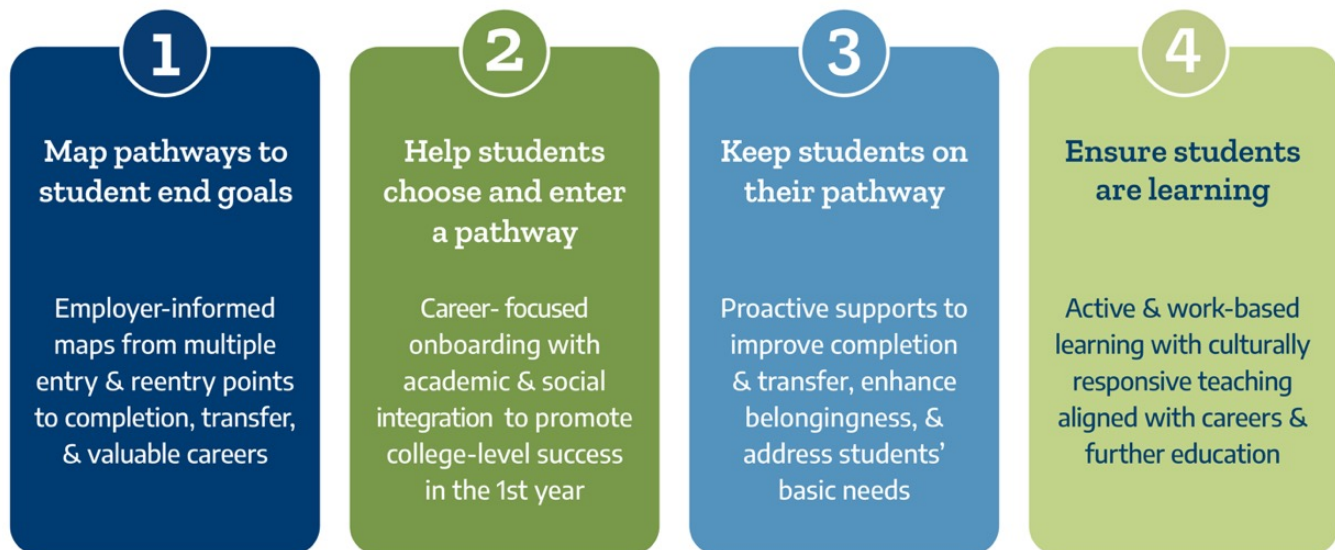 1
Map pathways to
student end goals
Employer-informed
maps from multiple
entry & reentry points
to completion, transfer,
& valuable careers
2
Help students
choose and enter
a pathway
Career- focused
onboarding with
academic & social
integration to promote
college-level success
in the 1st year
3
Keep students on
their pathway
Proactive supports to
improve completion
& transfer, enhance
belongingness, &
address students’
basic needs
4
Ensure students
are learning
Active & work-based
learning with culturally
responsive teaching
aligned with careers &
further education